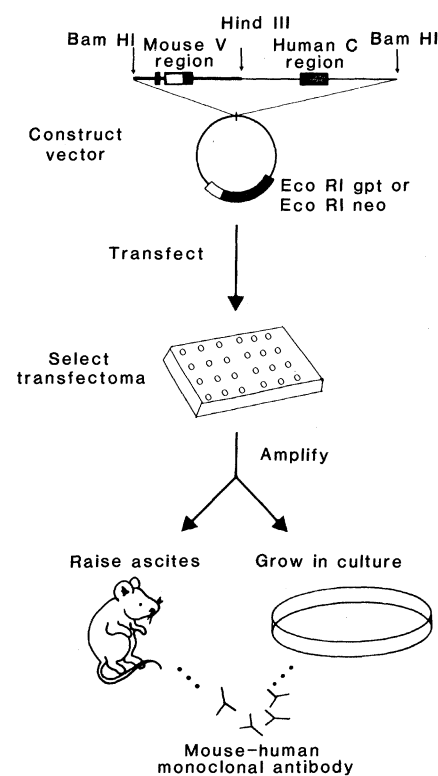 Hind III
Bam HI
Mouse V
region
Human C
region
Bam HI
Construct
vector
Eco RI gpt or
Eco RI neo
Transfect
Select
transfectoma
Amplify
Raise ascites
Grow in culture
Mouse-human
monoclonal antibody